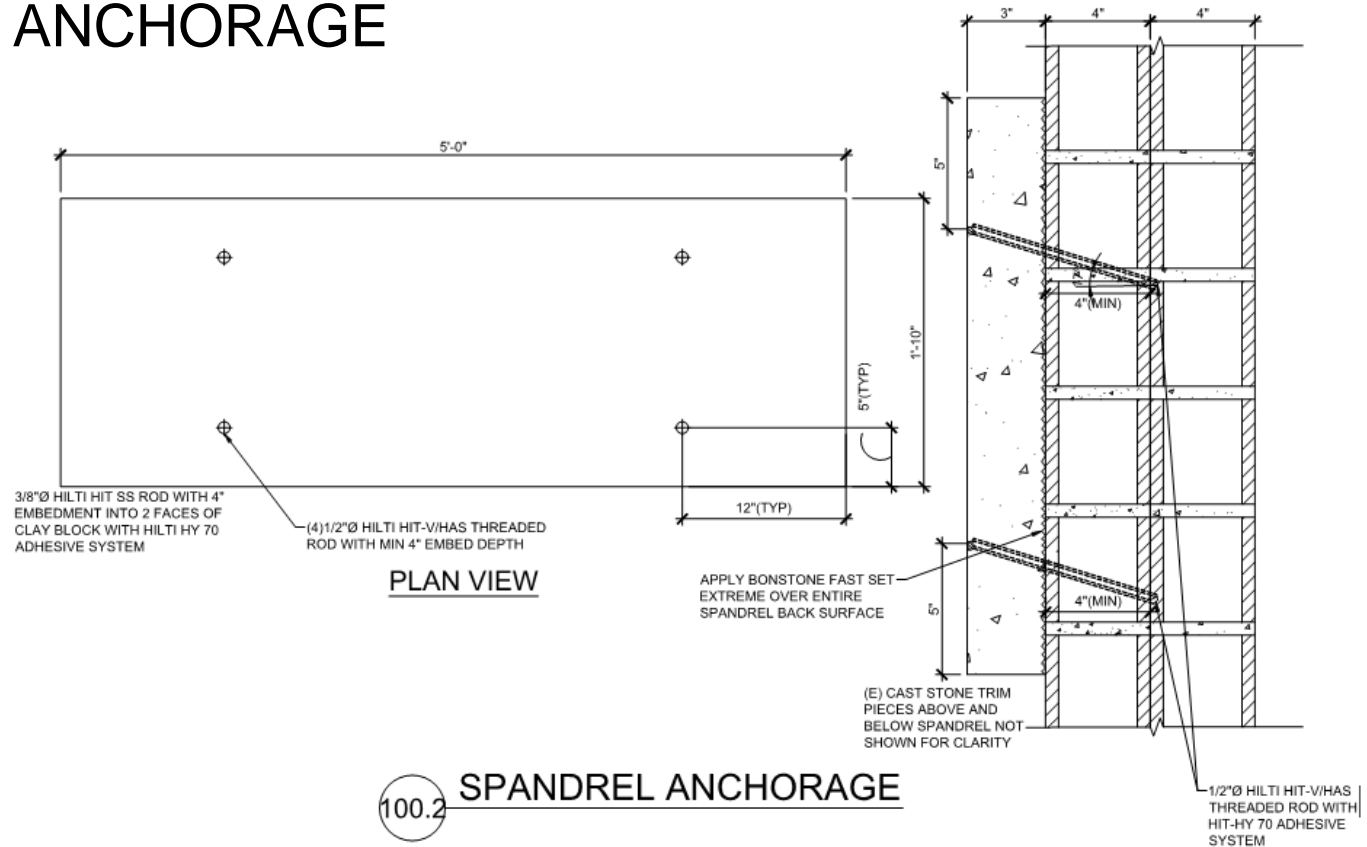 ANCHORAGE
3"
4"
4"
5'-0"
5"
1'-10"
5"(TYP)
4"(MIN)
12"(TYP)
3/8"Ø HILTI HIT SS ROD WITH 4"
EMBEDMENT INTO 2 FACES OF
CLAY BLOCK WITH HILTI HY 70
ADHESIVE SYSTEM
(4)1/2"Ø HILTI HIT-V/HAS THREADED
ROD WITH MIN 4" EMBED DEPTH
PLAN VIEW
APPLY BONSTONE FAST SET
EXTREME OVER ENTIRE
SPANDREL BACK SURFACE
4"(MIN)
5"
(E) CAST STONE TRIM
PIECES ABOVE AND
BELOW SPANDREL NOT
SHOWN FOR CLARITY
100.2
SPANDREL ANCHORAGE
1/2"Ø HILTI HIT-V/HAS
THREADED ROD WITH
HIT-HY 70 ADHESIVE
SYSTEM